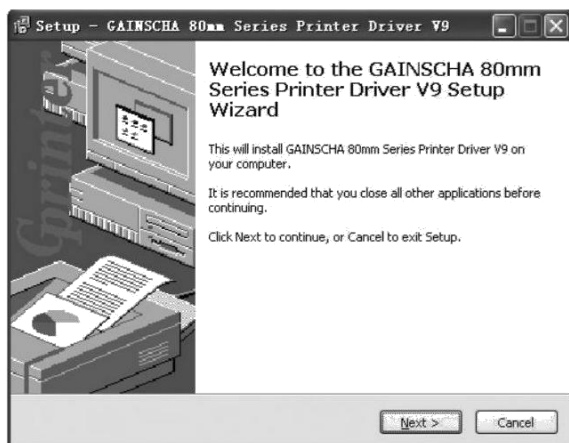 Setup - GAINSCHA 80mm Series Printer Driver V9
Welcome to the GAINSCHA 80mm
Series Printer Driver V9 Setup
Wizard
This will install GAINSCHA 80mm Series Printer Driver V9 on
your computer.
It is recommended that you close all other applications before
continuing.
Click Next to continue, or Cancel to exit Setup.
Gprinter
Next >
Cancel